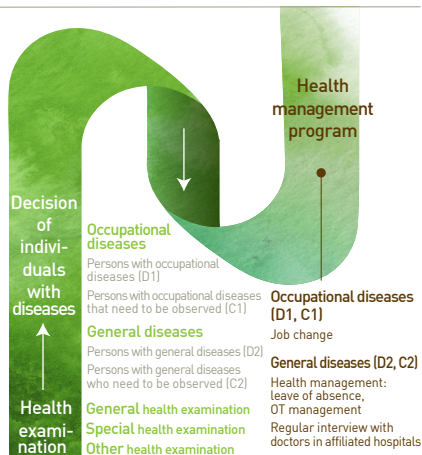 Health
management
program
Decision
of
indivi-
duals
with
diseases
Occupational
diseases
Persons with occupational
diseases (D1)
Persons with occupational diseases
that need to be observed (C1)
General diseases
Persons with general diseases (D2)
Persons with general diseases
who need to be observed (C2)
Health
exami-
nation
General health examination
Special health examination
Other health examination
Occupational diseases
(D1, C1)
Job change
General diseases (D2, C2)
Health management:
leave of absence,
OT management
Regular interview with
doctors in affiliated hospitals